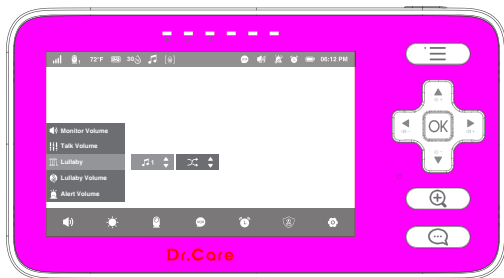 72°F 30 06:12 PM
Monitor Volume
Talk Volume
Lullaby 1
Lullaby Volume
Alert Volume
OK
Dr.Care